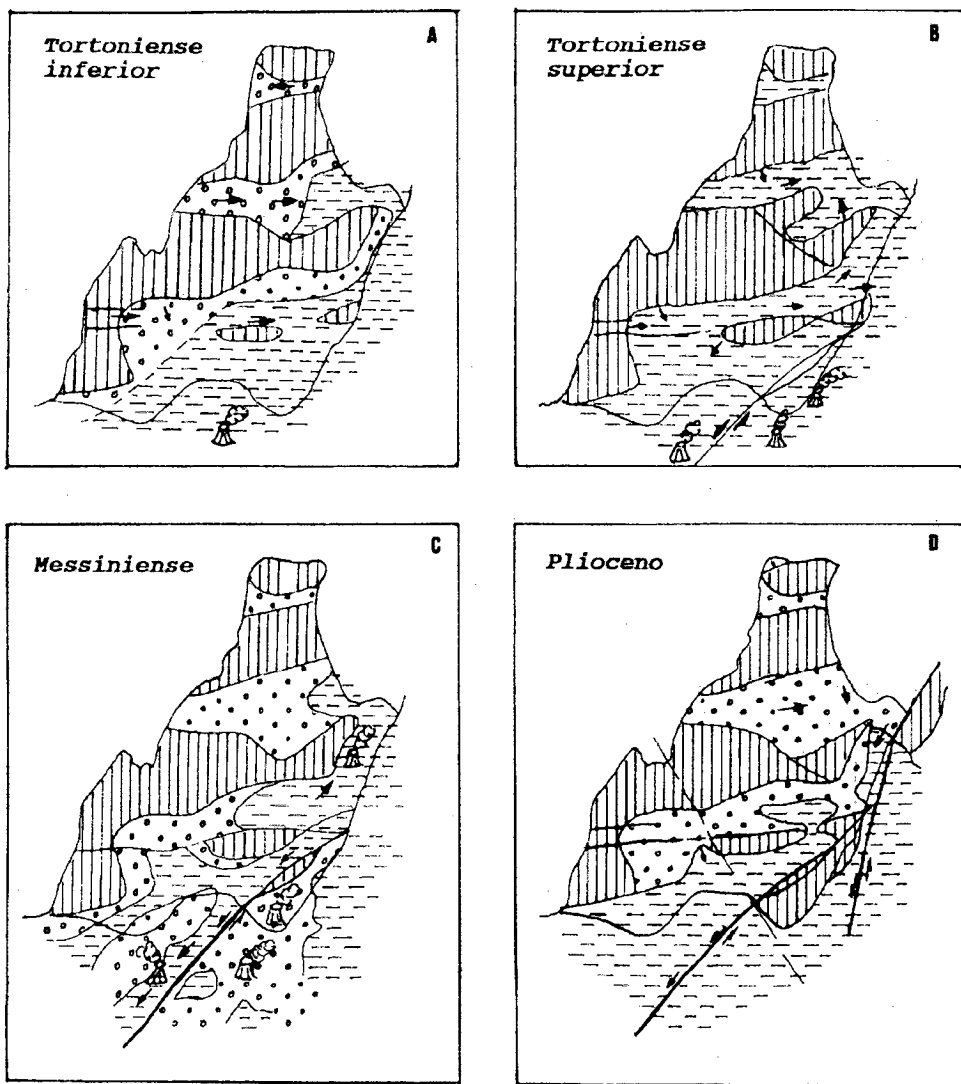 Tortoniense
inferior
A
Tortoniense
superior
B
Messiniense
C
Plioceno
D